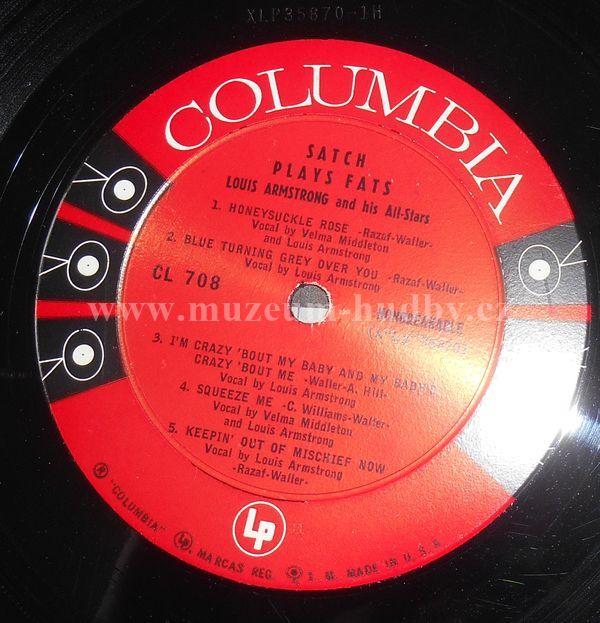 XLP35870-1H
COLUMBIA
SATCH
PLAYS FATS
LOUIS ARMSTRONG and his All-Stars
1. HONEYSUCKLE ROSE -Razaf-Waller-
Vocal by Velma Middleton
and Louis Armstrong
2. BLUE TURNING GREY OVER YOU -Razaf-Waller-
Vocal by Louis Armstrong
CL 708
www.muzeum-hudby.cz
NONBREAKABLE
3. I'M CRAZY 'BOUT MY BABY AND MY BABY'S
CRAZY 'BOUT ME -Waller-A. Hill-
Vocal by Louis Armstrong
4. SQUEEZE ME -C. Williams-Waller-
Vocal by Velma Middleton
and Louis Armstrong
5. KEEPIN' OUT OF MISCHIEF NOW
Vocal by Louis Armstrong
-Razaf-Waller-
LP
® "COLUMBIA" LP, MARCAS REG. T. M. MADE IN U. S. A.